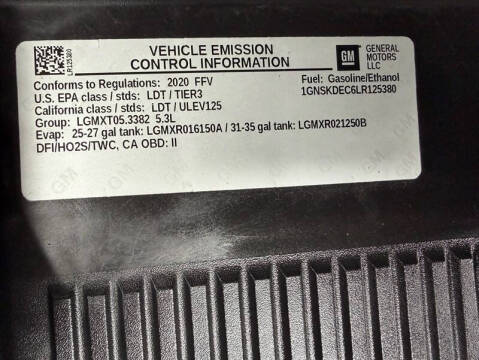 LR125380
VEHICLE EMISSION
CONTROL INFORMATION
GM
GENERAL
MOTORS
LLC
Conforms to Regulations: 2020 FFV
Fuel: Gasoline/Ethanol
U.S. EPA class / stds: LDT / TIER3
1GNSKDEC6LR125380
California class / stds: LDT / ULEV125
Group: LGMXT05.3382 5.3L
Evap: 25-27 gal tank: LGMXR016150A / 31-35 gal tank: LGMXR021250B
DFI/HO2S/TWC, CA OBD: II